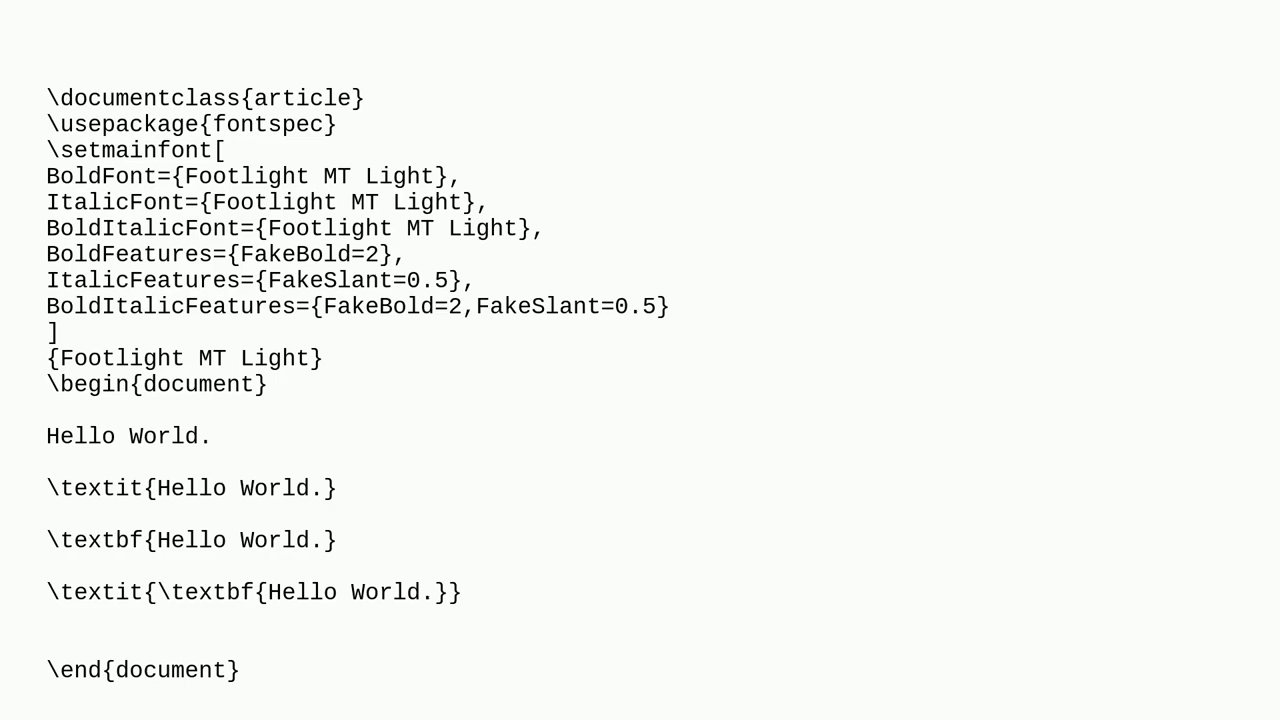 \documentclass{article}
\usepackage{fontspec}
\setmainfont[
BoldFont={Footlight MT Light},
ItalicFont={Footlight MT Light},
BoldItalicFont={Footlight MT Light},
BoldFeatures={FakeBold=2},
ItalicFeatures={FakeSlant=0.5},
BoldItalicFeatures={FakeBold=2,FakeSlant=0.5}
]
{Footlight MT Light}
\begin{document}
Hello World.
\textit{Hello World.}
\textbf{Hello World.}
\textit{\textbf{Hello World.}}
\end{document}